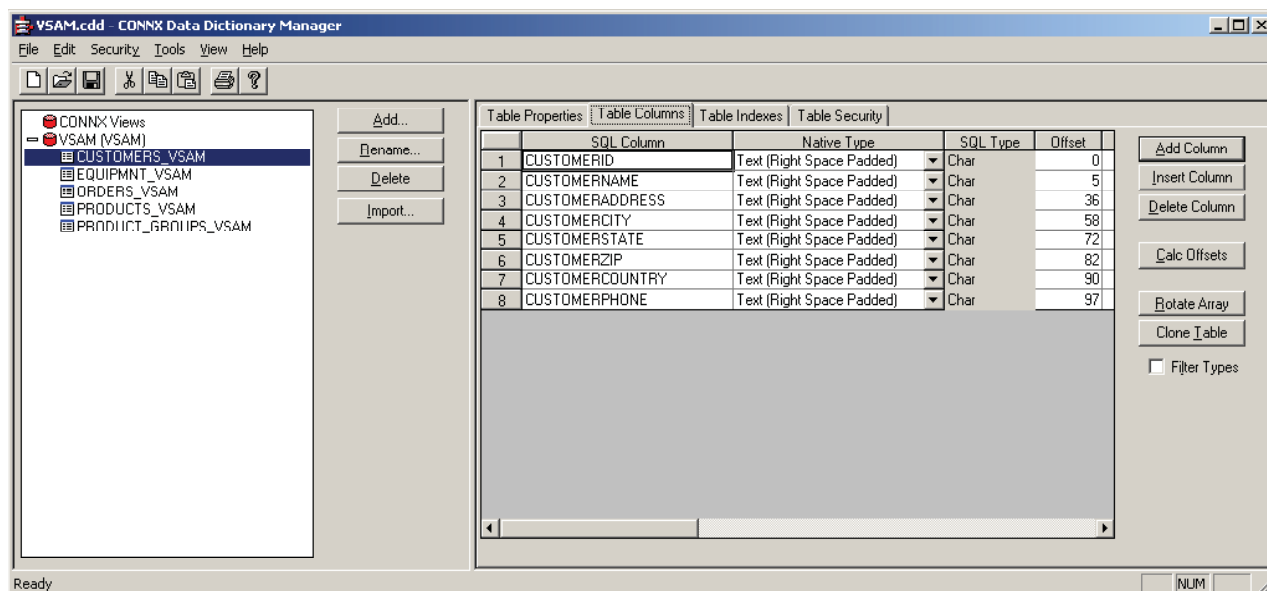 VSAM.cdd - CONNX Data Dictionary Manager
File Edit Security Tools View Help
CONNX Views
VSAM (VSAM)
CUSTOMERS_VSAM
EQUIPMNT_VSAM
ORDERS_VSAM
PRODUCTS_VSAM
PRODUCT_GROUPS_VSAM
Add...
Rename...
Delete
Import...
Table Properties Table Columns Table Indexes Table Security
SQL Column Native Type SQL Type Offset
1 CUSTOMERID Text (Right Space Padded) Char 0
2 CUSTOMERNAME Text (Right Space Padded) Char 5
3 CUSTOMERADDRESS Text (Right Space Padded) Char 36
4 CUSTOMERCITY Text (Right Space Padded) Char 58
5 CUSTOMERSTATE Text (Right Space Padded) Char 72
6 CUSTOMERZIP Text (Right Space Padded) Char 82
7 CUSTOMERCOUNTRY Text (Right Space Padded) Char 90
8 CUSTOMERPHONE Text (Right Space Padded) Char 97
Add Column
Insert Column
Delete Column
Calc Offsets
Rotate Array
Clone Table
Filter Types
Ready NUM